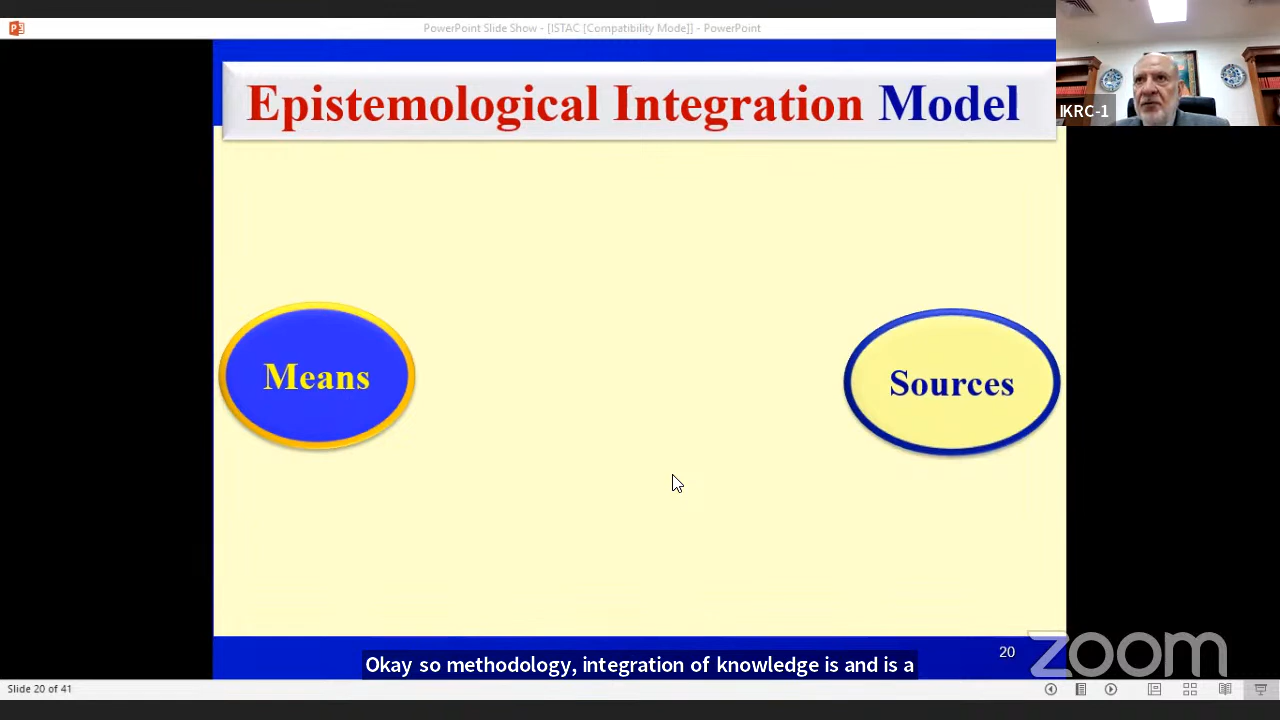 PowerPoint Slide Show - [ISTAC [Compatibility Mode]] - PowerPoint
Epistemological Integration Model
IKRC-1
Means
Sources
20
zoom
Okay so methodology, integration of knowledge is and is a
Slide 20 of 41